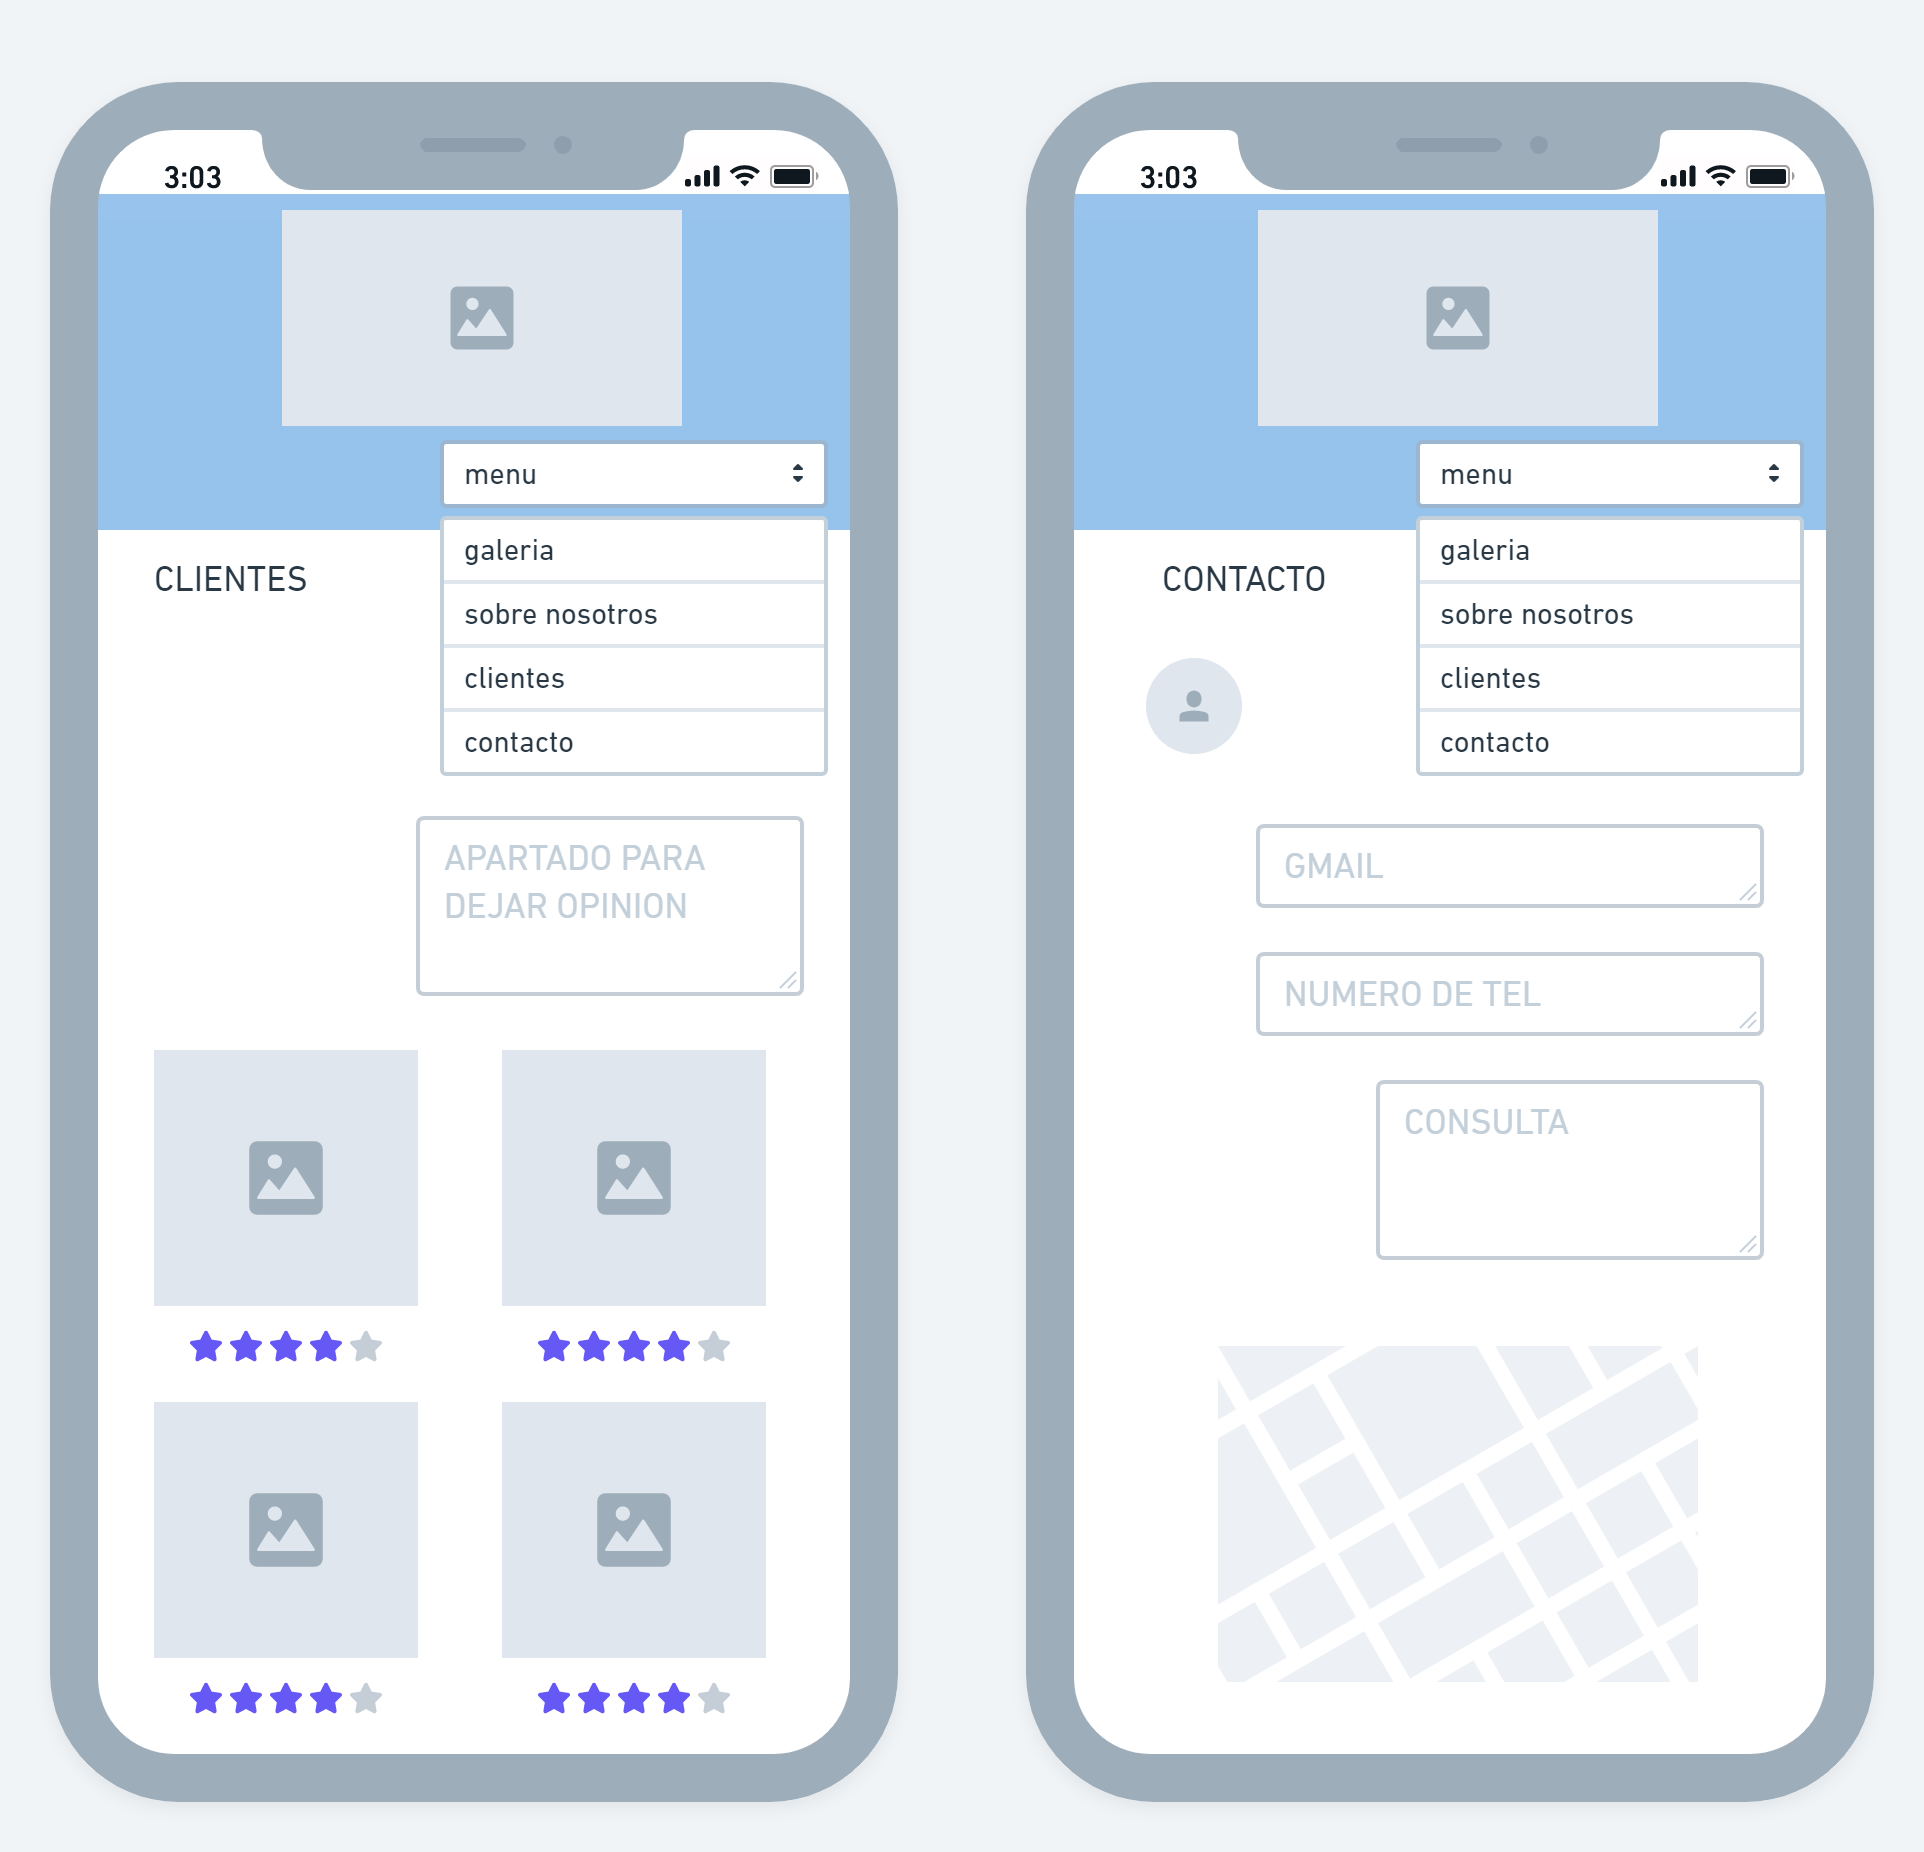 3:03
menu
galeria
CLIENTES
sobre nosotros
clientes
contacto
APARTADO PARA
DEJAR OPINION
3:03
menu
galeria
CONTACTO
sobre nosotros
clientes
contacto
GMAIL
NUMERO DE TEL
CONSULTA